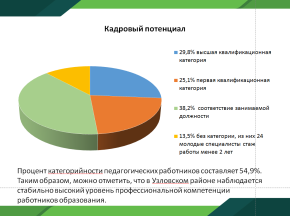 Кадровый потенциал
29,8% высшая квалификационная
категория
25,1% первая квалификационная
категория
38,2% соответствие занимаемой
должности
13,5% без категории, из них 24
молодые специалисты стаж
работы менее 2 лет
Процент категорийности педагогических работников составляет 54,9%.
Таким образом, можно отметить, что в Узловском районе наблюдается
стабильно высокий уровень профессиональной компетенции
работников образования.